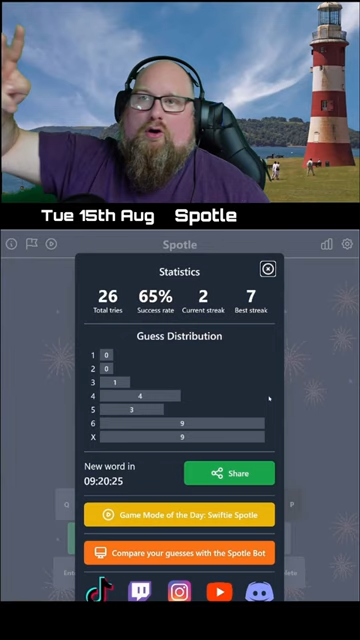 Tue 15th Aug Spotle
Spotle
Statistics
26 65% 2 7
Total tries Success rate Current streak Best streak
Guess Distribution
1 0
2 0
3 1
4 4
5 3
6 9
X 9
New word in
09:20:25
Share
Game Mode of the Day: Swiftie Spotle
Compare your guesses with the Spotle Bot
Q P
Ent lete